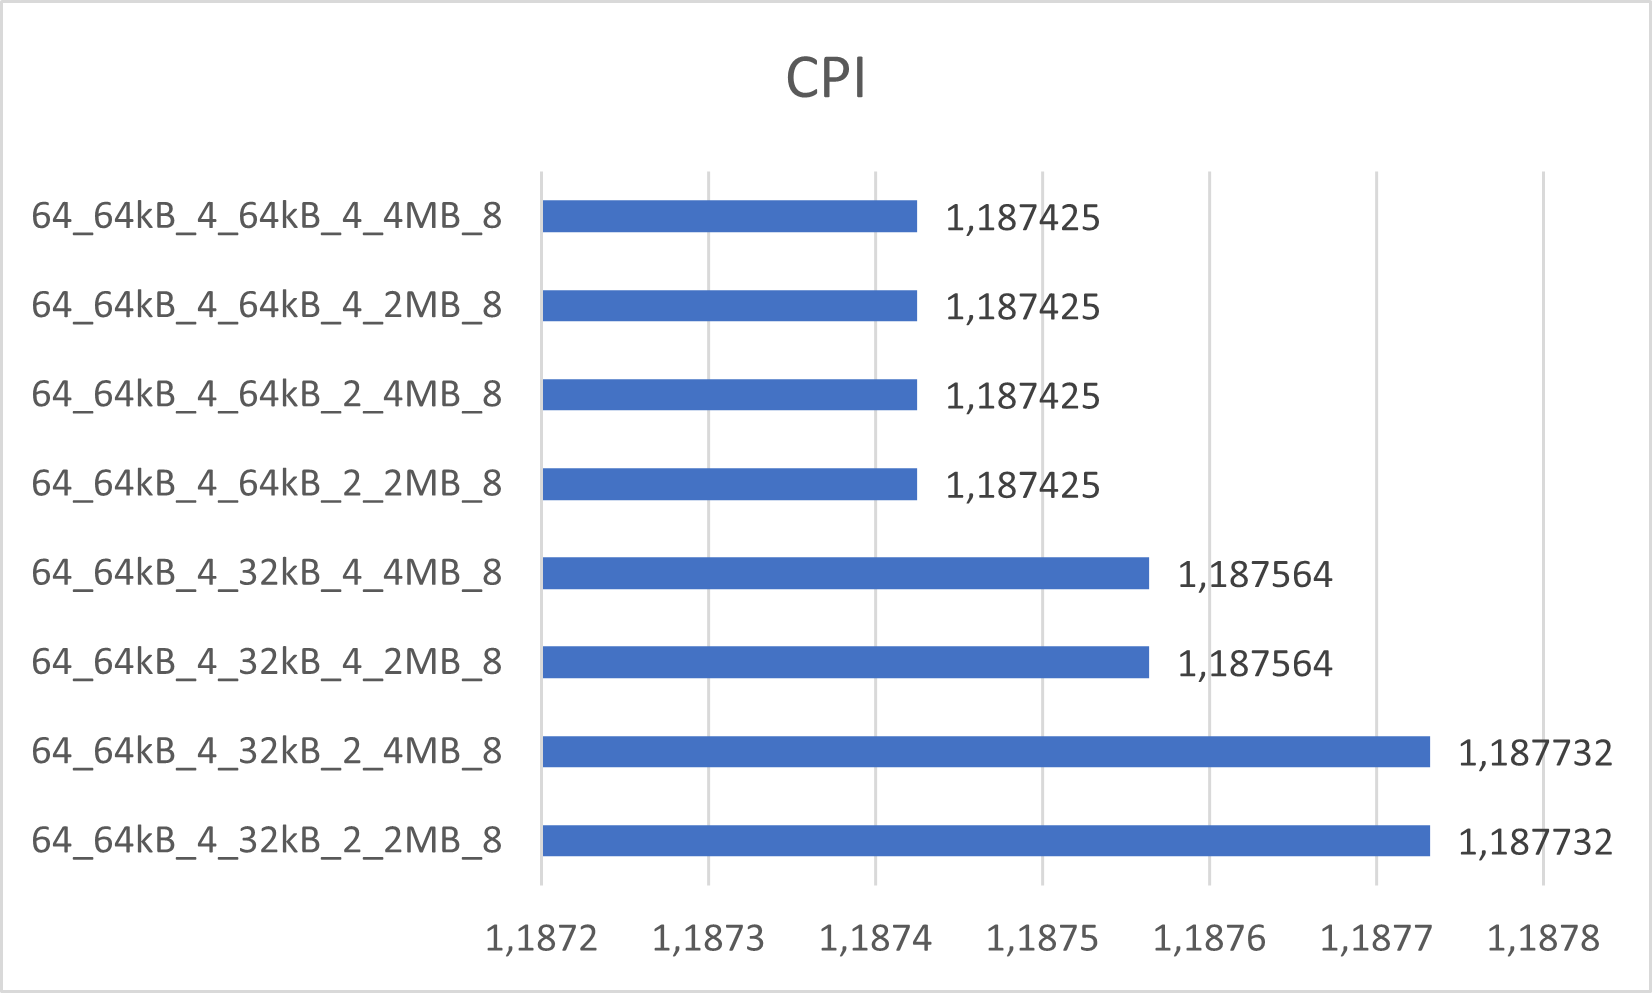 CPI
64_64kB_4_64kB_4_4MB_8 1,187425
64_64kB_4_64kB_4_2MB_8 1,187425
64_64kB_4_64kB_2_4MB_8 1,187425
64_64kB_4_64kB_2_2MB_8 1,187425
64_64kB_4_32kB_4_4MB_8 1,187564
64_64kB_4_32kB_4_2MB_8 1,187564
64_64kB_4_32kB_2_4MB_8 1,187732
64_64kB_4_32kB_2_2MB_8 1,187732
1,1872 1,1873 1,1874 1,1875 1,1876 1,1877 1,1878